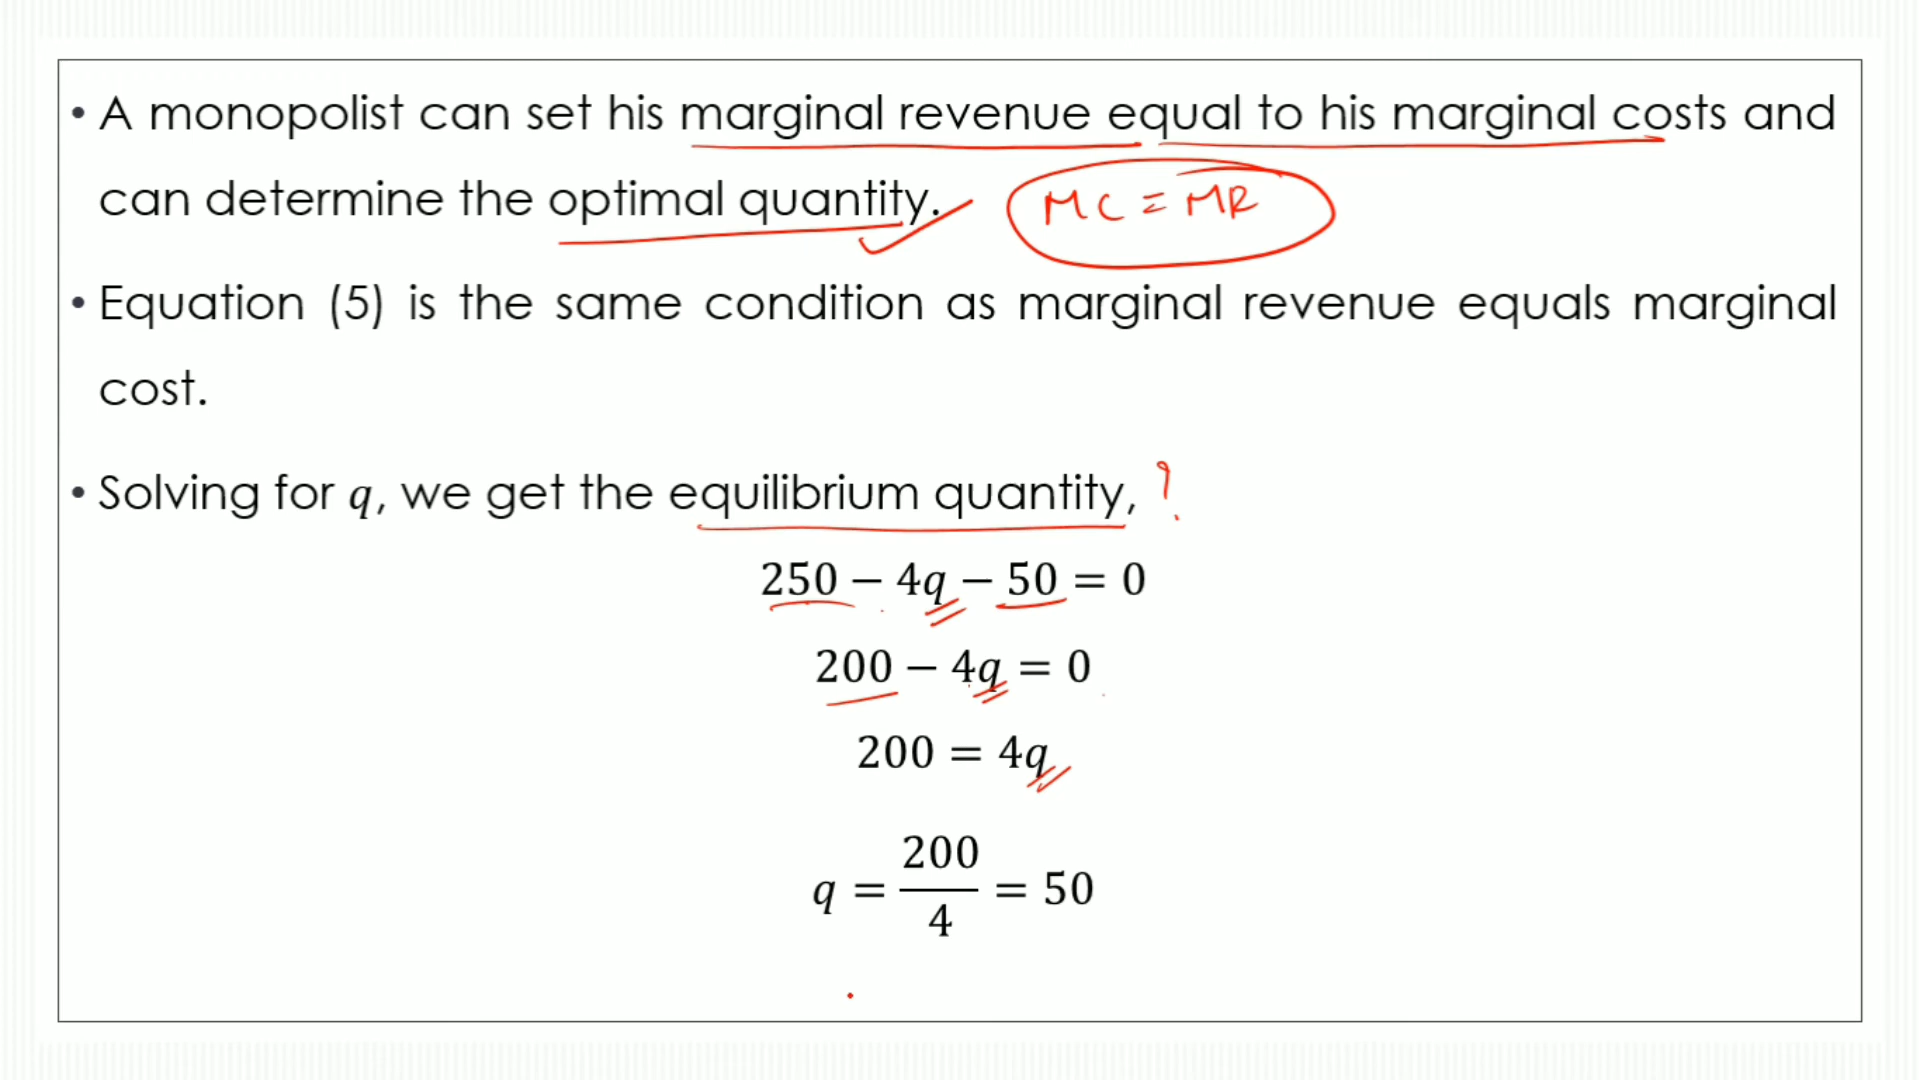 • A monopolist can set his marginal revenue equal to his marginal costs and
can determine the optimal quantity. MC = MR
• Equation (5) is the same condition as marginal revenue equals marginal
cost.
• Solving for q, we get the equilibrium quantity, ?
250 − 4q − 50 = 0
200 − 4q = 0
200 = 4q
q = 200/4 = 50